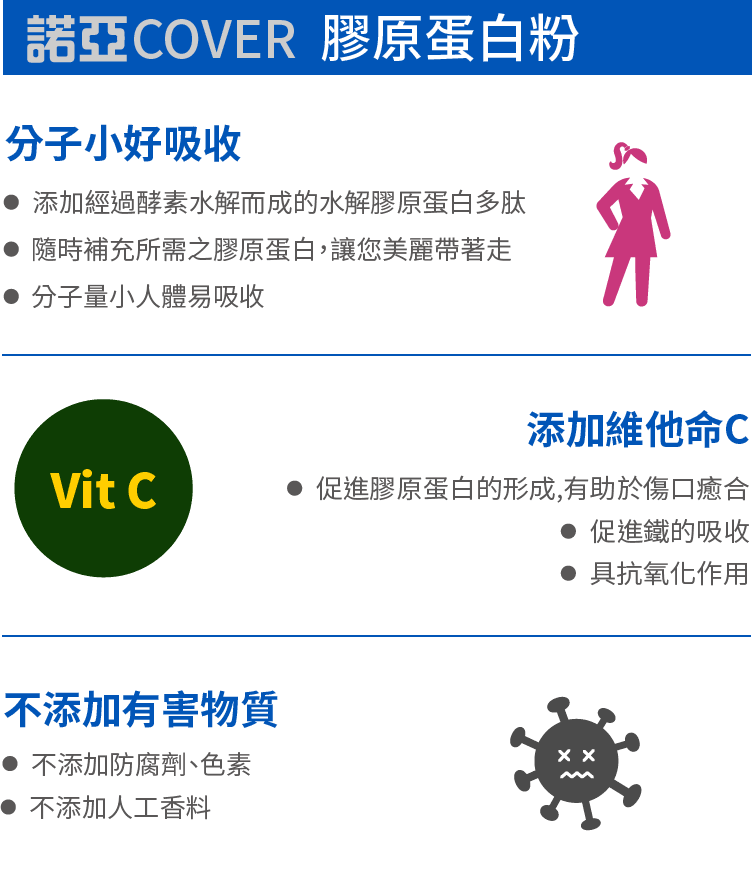 諾亞COVER 膠原蛋白粉
分子小好吸收
● 添加經過酵素水解而成的水解膠原蛋白多肽
● 隨時補充所需之膠原蛋白，讓您美麗帶著走
● 分子量小人體易吸收
Vit C
添加維他命C
● 促進膠原蛋白的形成,有助於傷口癒合
● 促進鐵的吸收
● 具抗氧化作用
不添加有害物質
● 不添加防腐劑、色素
● 不添加人工香料